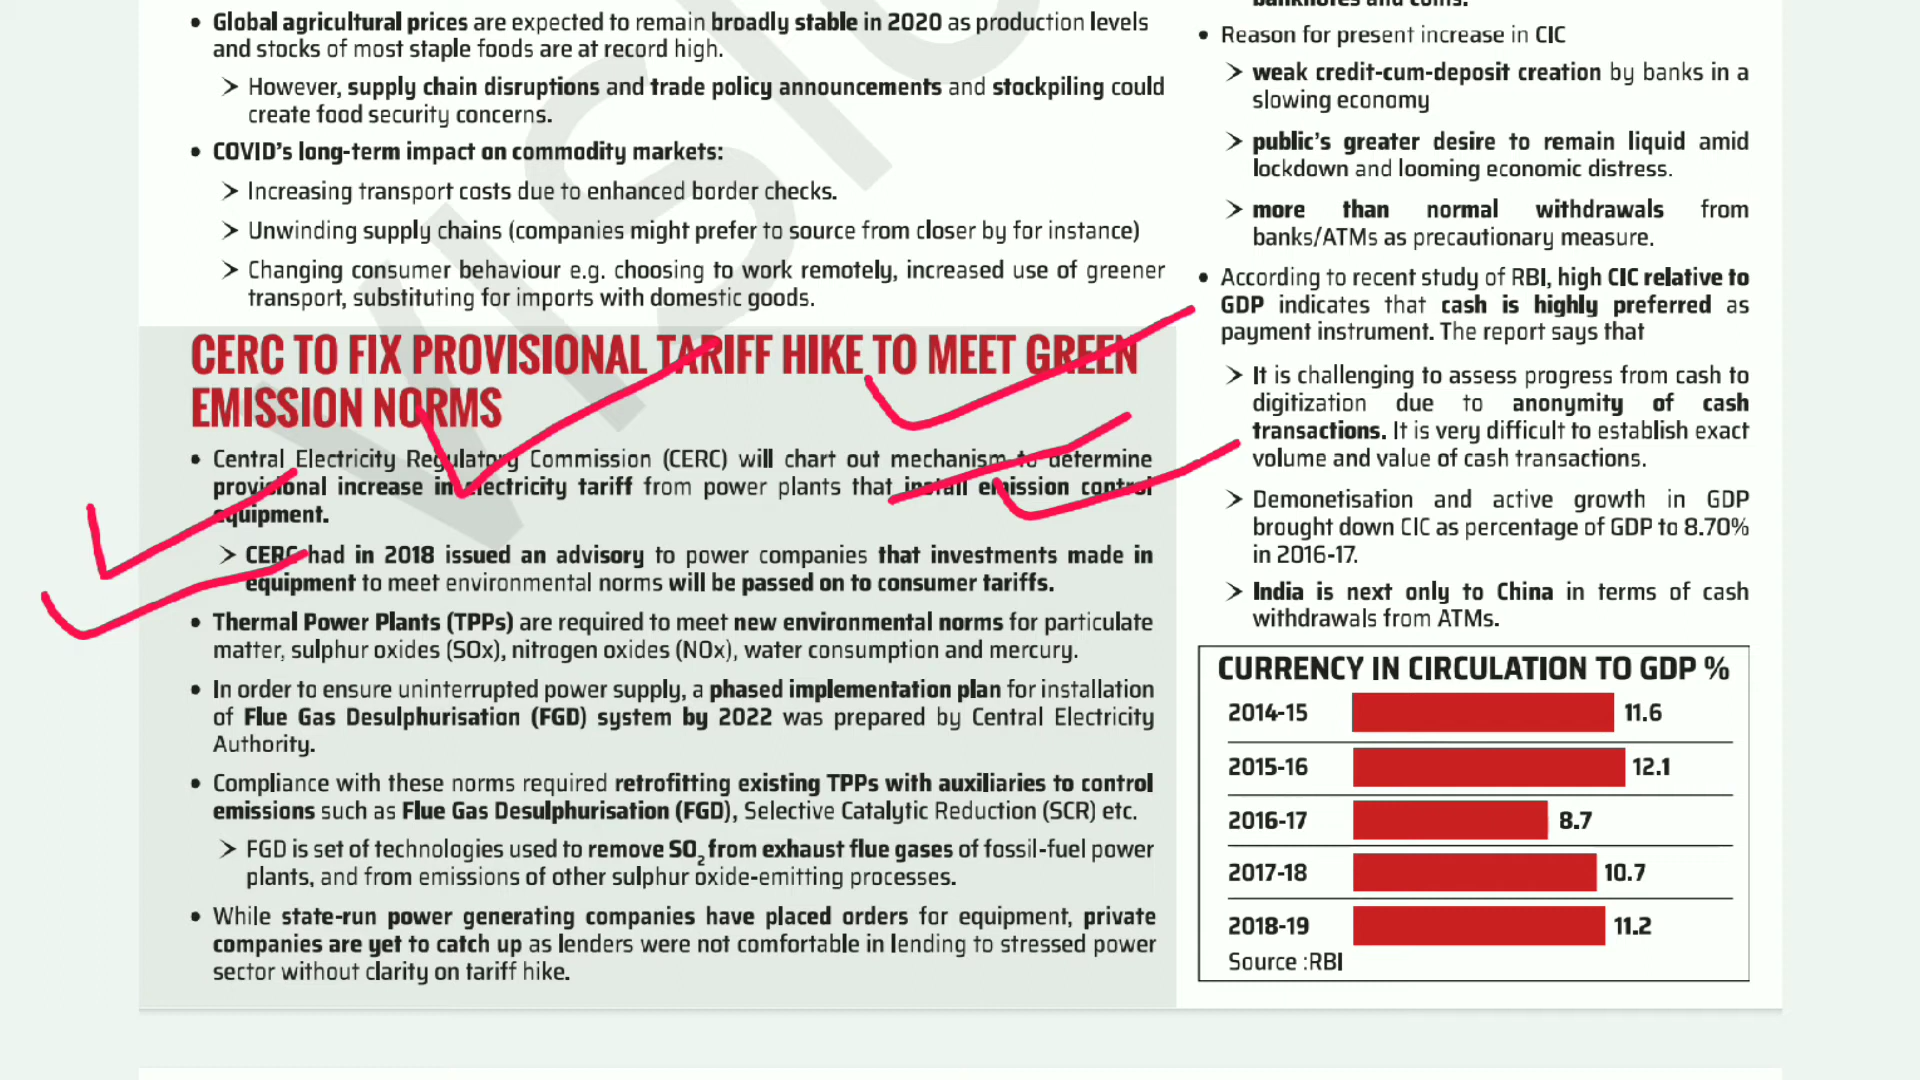 • Global agricultural prices are expected to remain broadly stable in 2020 as production levels
and stocks of most staple foods are at record high.
➢ However, supply chain disruptions and trade policy announcements and stockpiling could
create food security concerns.
• COVID's long-term impact on commodity markets:
➢ Increasing transport costs due to enhanced border checks.
➢ Unwinding supply chains (companies might prefer to source from closer by for instance)
➢ Changing consumer behaviour e.g. choosing to work remotely, increased use of greener
transport, substituting for imports with domestic goods.
CERC TO FIX PROVISIONAL TARIFF HIKE TO MEET GREEN
EMISSION NORMS
• Central Electricity Regulatory Commission (CERC) will chart out mechanism to determine
provisional increase in electricity tariff from power plants that install emission control
equipment.
➢ CERC had in 2018 issued an advisory to power companies that investments made in
equipment to meet environmental norms will be passed on to consumer tariffs.
• Thermal Power Plants (TPPs) are required to meet new environmental norms for particulate
matter, sulphur oxides (SOx), nitrogen oxides (NOx), water consumption and mercury.
• In order to ensure uninterrupted power supply, a phased implementation plan for installation
of Flue Gas Desulphurisation (FGD) system by 2022 was prepared by Central Electricity
Authority.
• Compliance with these norms required retrofitting existing TPPs with auxiliaries to control
emissions such as Flue Gas Desulphurisation (FGD), Selective Catalytic Reduction (SCR) etc.
➢ FGD is set of technologies used to remove SO₂ from exhaust flue gases of fossil-fuel power
plants, and from emissions of other sulphur oxide-emitting processes.
• While state-run power generating companies have placed orders for equipment, private
companies are yet to catch up as lenders were not comfortable in lending to stressed power
sector without clarity on tariff hike.
banknotes and coins.
• Reason for present increase in CIC
➢ weak credit-cum-deposit creation by banks in a
slowing economy
➢ public's greater desire to remain liquid amid
lockdown and looming economic distress.
➢ more than normal withdrawals from
banks/ATMs as precautionary measure.
• According to recent study of RBI, high CIC relative to
GDP indicates that cash is highly preferred as
payment instrument. The report says that
➢ It is challenging to assess progress from cash to
digitization due to anonymity of cash
transactions. It is very difficult to establish exact
volume and value of cash transactions.
➢ Demonetisation and active growth in GDP
brought down CIC as percentage of GDP to 8.70%
in 2016-17.
➢ India is next only to China in terms of cash
withdrawals from ATMs.
CURRENCY IN CIRCULATION TO GDP %
2014-15 11.6
2015-16 12.1
2016-17 8.7
2017-18 10.7
2018-19 11.2
Source :RBI